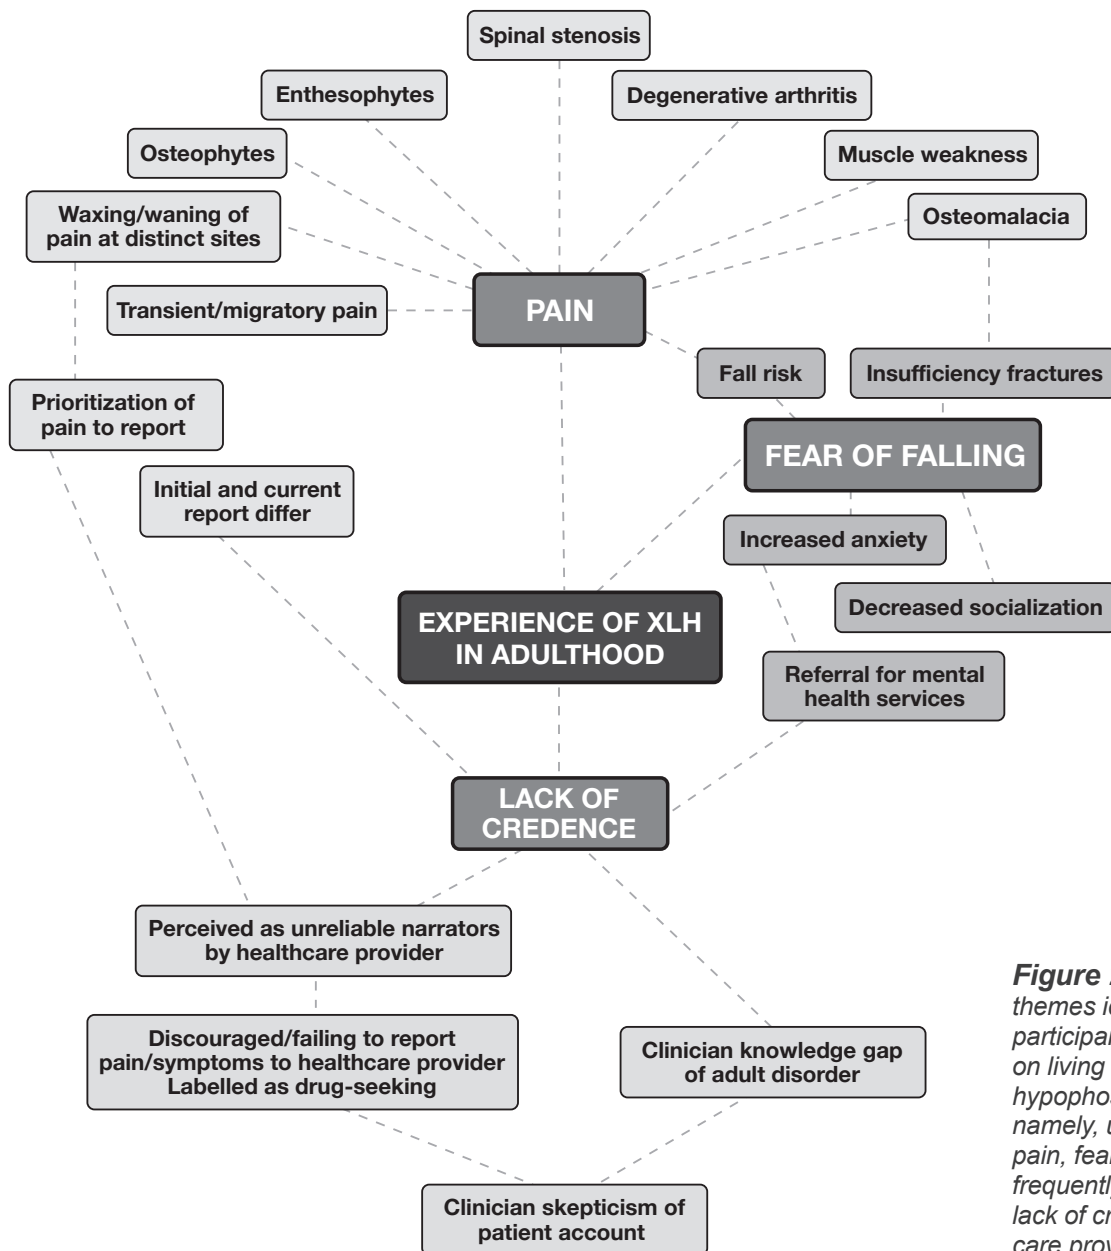 Spinal stenosis
Enthesophytes
Degenerative arthritis
Osteophytes
Muscle weakness
Waxing/waning of
pain at distinct sites
Osteomalacia
Transient/migratory pain
PAIN
Fall risk
Insufficiency fractures
Prioritization of
pain to report
FEAR OF FALLING
Initial and current
report differ
Increased anxiety
Decreased socialization
EXPERIENCE OF XLH
IN ADULTHOOD
Referral for mental
health services
LACK OF
CREDENCE
Perceived as unreliable narrators
by healthcare provider
Discouraged/failing to report
pain/symptoms to healthcare provider
Labelled as drug-seeking
Clinician knowledge gap
of adult disorder
Clinician skepticism of
patient account
Figure
themes
participa
on living
hypophos
namely,
pain, fea
frequently
lack of
care prov